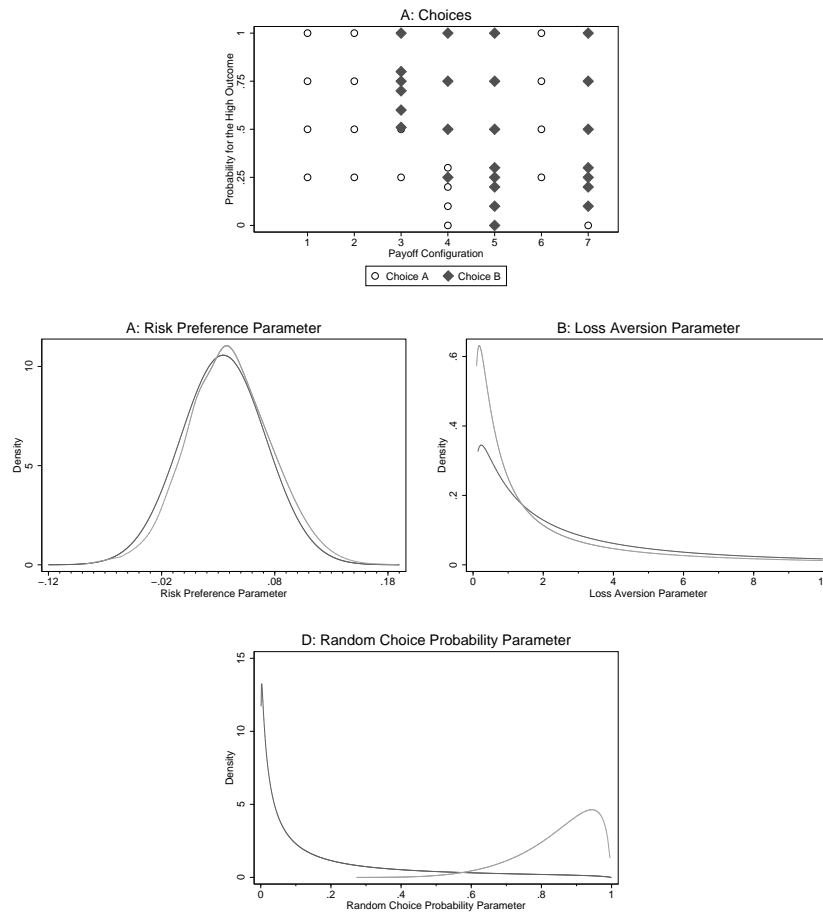 A: Choices
Probability for the High Outcome
1
.75
.5
.25
0
1 2 3 4 5 6 7
Payoff Configuration
Choice A Choice B
A: Risk Preference Parameter
Density
10
5
0
−.12 −.02 .08 .18
Risk Preference Parameter
B: Loss Aversion Parameter
Density
.6
.4
.2
0
0 2 4 6 8
Loss Aversion Parameter
D: Random Choice Probability Parameter
Density
15
10
5
0
0 .2 .4 .6 .8 1
Random Choice Probability Parameter